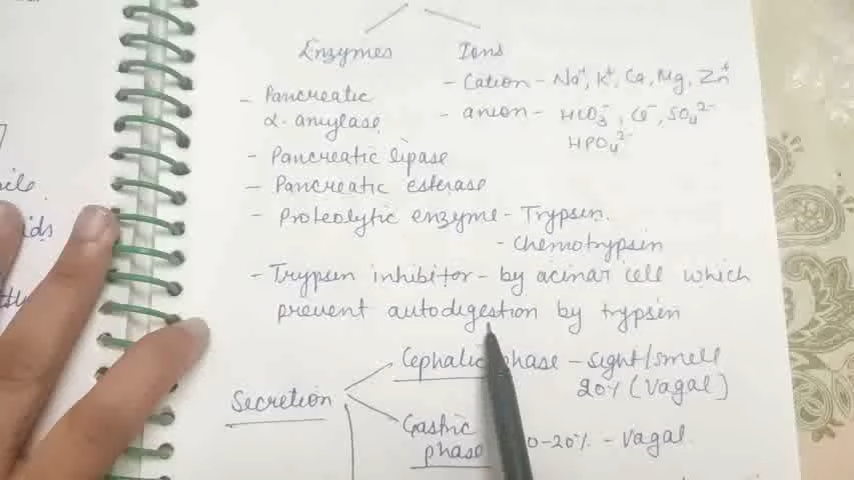 Enzymes Ions
- Cation - Na⁺, K⁺, Ca, Mg, Zn⁺
- Pancreatic
α-amylase
- anion - HCO₃⁻, Cl⁻, SO₄²⁻
HPO₄²⁻
- Pancreatic lipase
- Pancreatic esterase
- Proteolytic enzyme - Trypsin.
- Chemotrypsin
- Trypsin inhibitor - by acinar cell which
prevent autodigestion by trypsin
Secretion
Cephalic phase - sight/smell
20% (Vagal)
Gastric
phase
0-20% - Vagal
ids